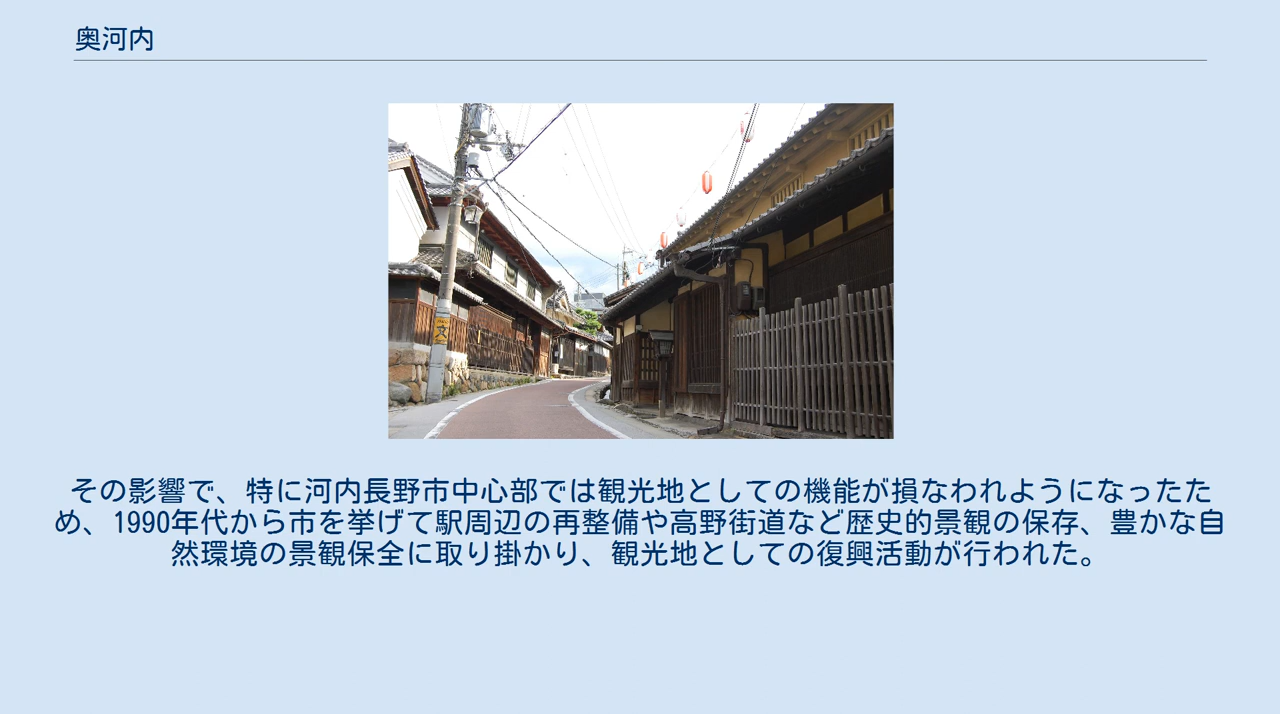 奥河内
文
その影響で、特に河内長野市中心部では観光地としての機能が損なわれようになったた
め、1990年代から市を挙げて駅周辺の再整備や高野街道など歴史的景観の保存、豊かな自
然環境の景観保全に取り掛かり、観光地としての復興活動が行われた。